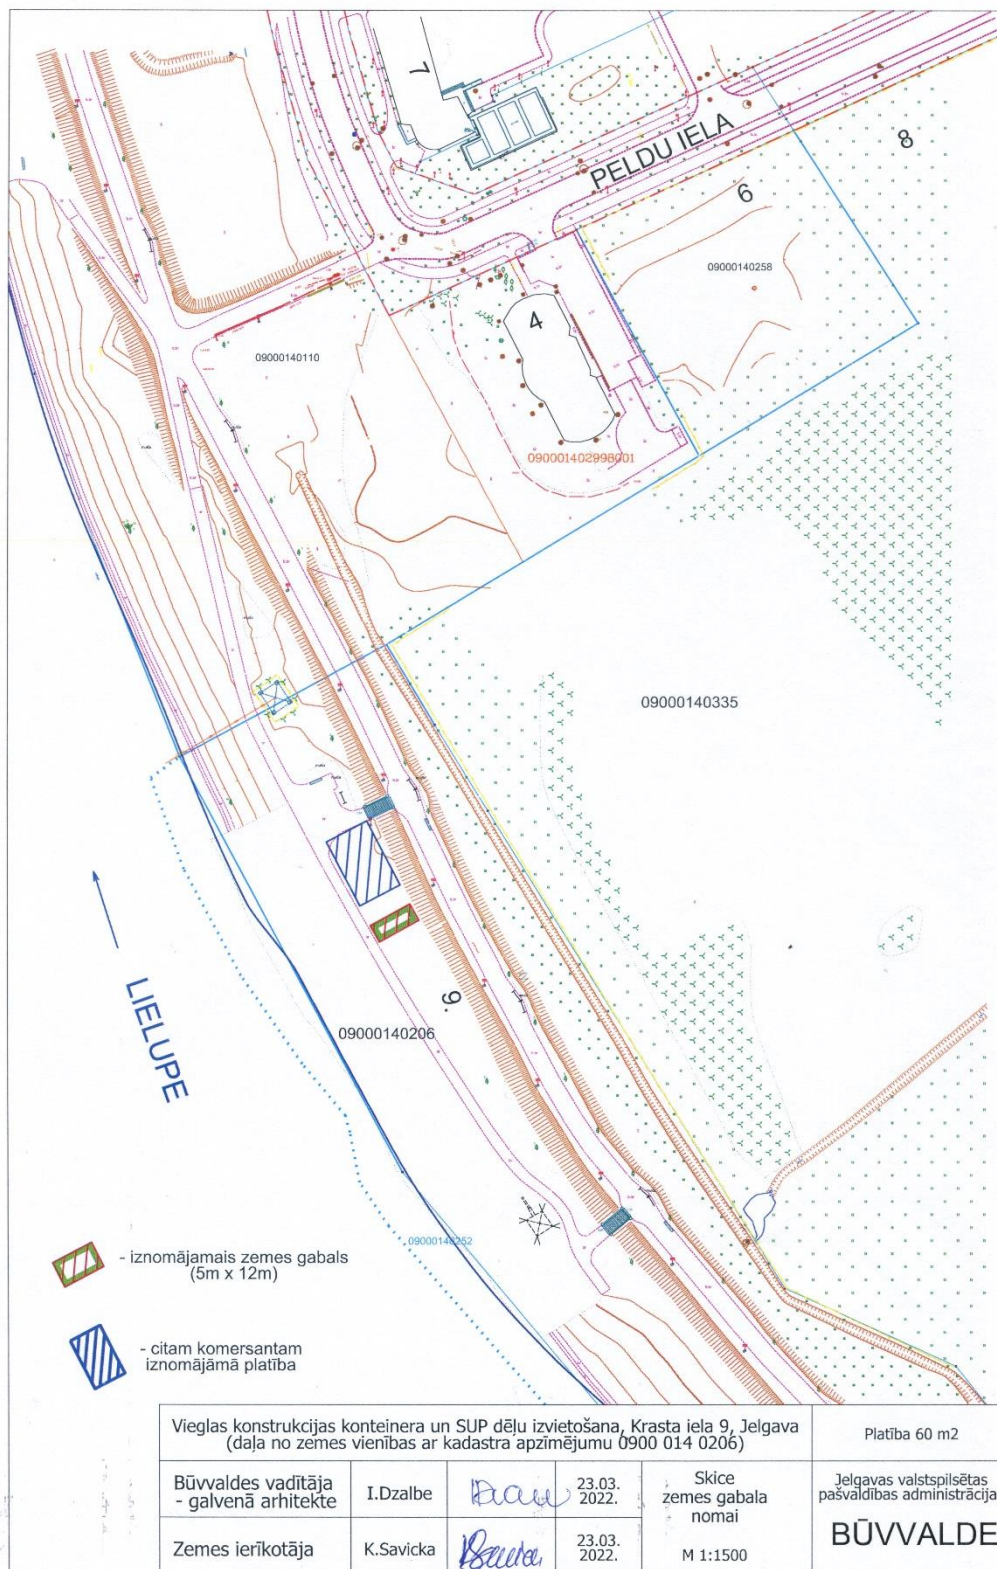 7
PELDU IELA
8
6
09000140258
4
09000140110
090001402998001
09000140335
LIELUPE
9.
09000140206
09000140252
- iznomājamais zemes gabals
(5m x 12m)
- citam komersantam
iznomājāmā platība
Vieglas konstrukcijas konteinera un SUP dēļu izvietošana, Krasta iela 9, Jelgava
(daļa no zemes vienības ar kadastra apzīmējumu 0900 014 0206)
Platība 60 m2
Būvvaldes vadītāja
- galvenā arhitekte
I.Dzalbe
23.03.
2022.
Skice
zemes gabala
nomai
M 1:1500
Jelgavas valstspilsētas
pašvaldības administrācija
BŪVVALDE
Zemes ierīkotāja
K.Savicka
23.03.
2022.